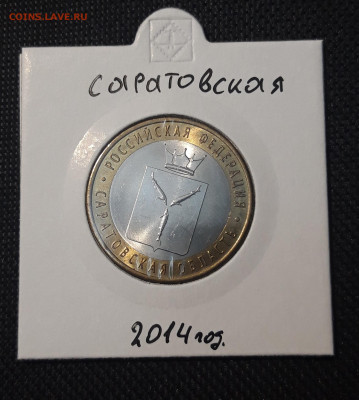 COINS.LAVE.RU
САРАТОВСКАЯ
• РОССИЙСКАЯ ФЕДЕРАЦИЯ •
САРАТОВСКАЯ ОБЛАСТЬ
2014 год.